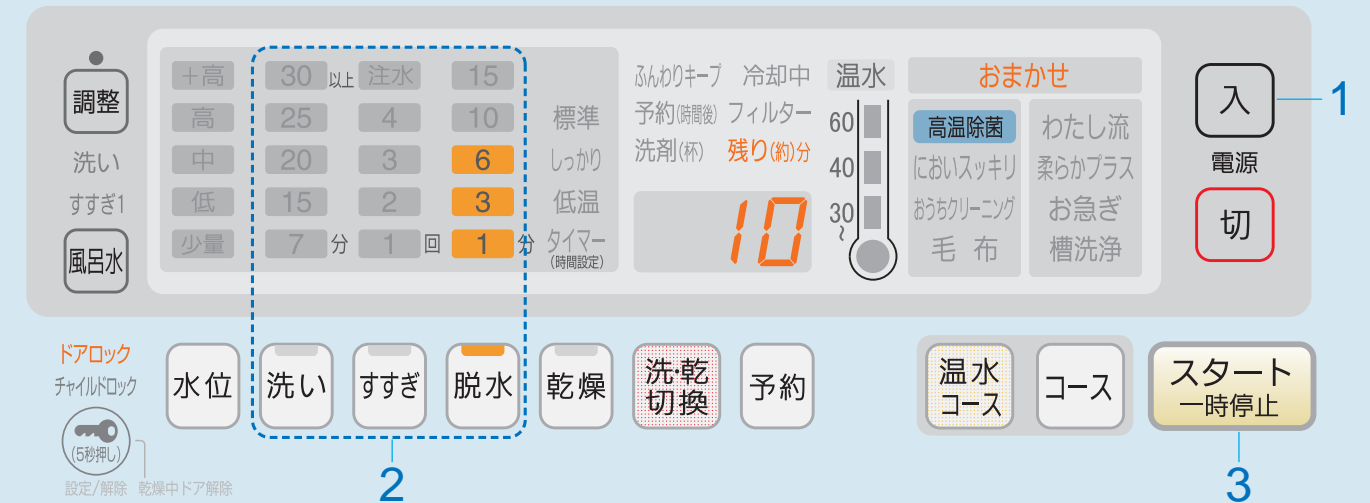 調整
洗い
すすぎ1
風呂水
+高 30 以上 注水 15
高 25 4 10 標準
中 20 3 6 しっかり
低 15 2 3 低温
少量 7 分 1 回 1 分 タイマー
(時間設定)
ふんわりキープ 冷却中
予約(時間後) フィルター
洗剤(杯) 残り(約)分
10
温水
60
40
30
~
おまかせ
高温除菌 わたし流
においスッキリ 柔らかプラス
おうちクリーニング お急ぎ
毛布 槽洗浄
入 1
電源
切
ドアロック
チャイルドロック
(5秒押し)
設定/解除 乾燥中ドア解除
水位 洗い すすぎ 脱水 乾燥
洗・乾
切換
予約
温水
コース
コース
スタート
一時停止
2 3